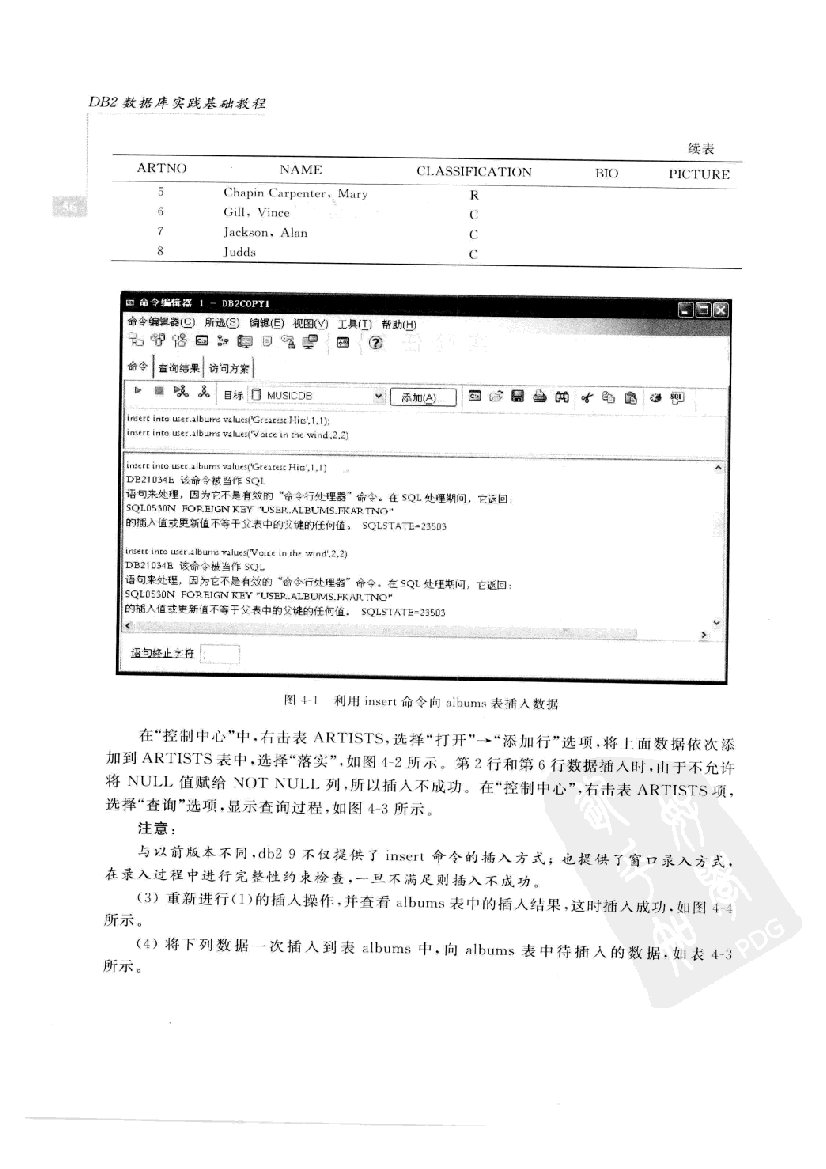 DB2 数据库实践基础教程
续表
ARTNO NAME CLASSIFICATION BIO PICTURE
5 Chapin Carpenter, Mary R
56
6 Gill, Vince C
7 Jackson, Alan C
8 Judds C
命令编辑器 1 - DB2COPY1
命令编辑器(C) 所选(S) 编辑(E) 视图(V) 工具(T) 帮助(H)
命令 查询结果 访问方案
目标 MUSICDB 添加(A)
insert into user.albums values('Greatest Hits',1,1);
insert into user.albums values('Voice in the wind',2,2)
insert into user.albums values('Greatest Hits',1,1)
DB21034E 该命令被当作 SQL
语句来处理，因为它不是有效的“命令行处理器”命令。在 SQL 处理期间，它返回：
SQL0530N FOREIGN KEY "USER.ALBUMS.FKARTNO"
的插入值或更新值不等于父表中的父键的任何值。 SQLSTATE=23503
insert into user.albums values('Voice in the wind',2,2)
DB21034E 该命令被当作 SQL
语句来处理，因为它不是有效的“命令行处理器”命令。在 SQL 处理期间，它返回：
SQL0530N FOREIGN KEY "USER.ALBUMS.FKARTNO"
的插入值或更新值不等于父表中的父键的任何值。 SQLSTATE=23503
语句终止字符 ;
图 4-1 利用 insert 命令向 albums 表插入数据
在“控制中心”中,右击表 ARTISTS,选择“打开”→“添加行”选项,将上面数据依次添
加到 ARTISTS 表中,选择“落实”,如图 4-2 所示。第 2 行和第 6 行数据插入时,由于不允许
将 NULL 值赋给 NOT NULL 列,所以插入不成功。在“控制中心”,右击表 ARTISTS 项,
选择“查询”选项,显示查询过程,如图 4-3 所示。
注意：
与以前版本不同,db2 9 不仅提供了 insert 命令的插入方式；也提供了窗口录入方式,
在录入过程中进行完整性约束检查,一旦不满足则插入不成功。
(3) 重新进行(1)的插入操作,并查看 albums 表中的插入结果,这时插入成功,如图 4-4
所示。
(4) 将下列数据一次插入到表 albums 中,向 albums 表中待插入的数据,如表 4-3
所示。
PDG